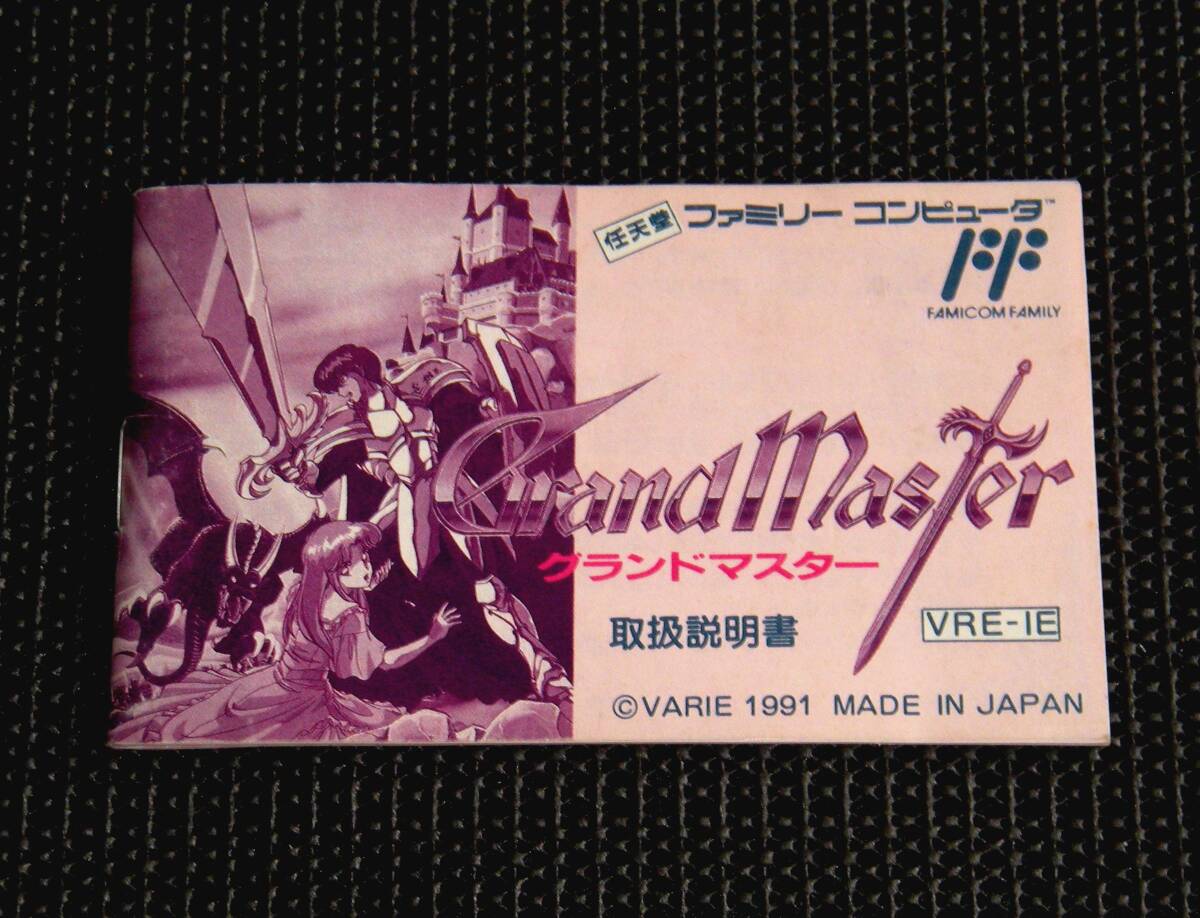 任天堂 ファミリー コンピュータ™
FAMICOM FAMILY
Grand Master
グランドマスター
取扱説明書
VRE-IE
©VARIE 1991 MADE IN JAPAN